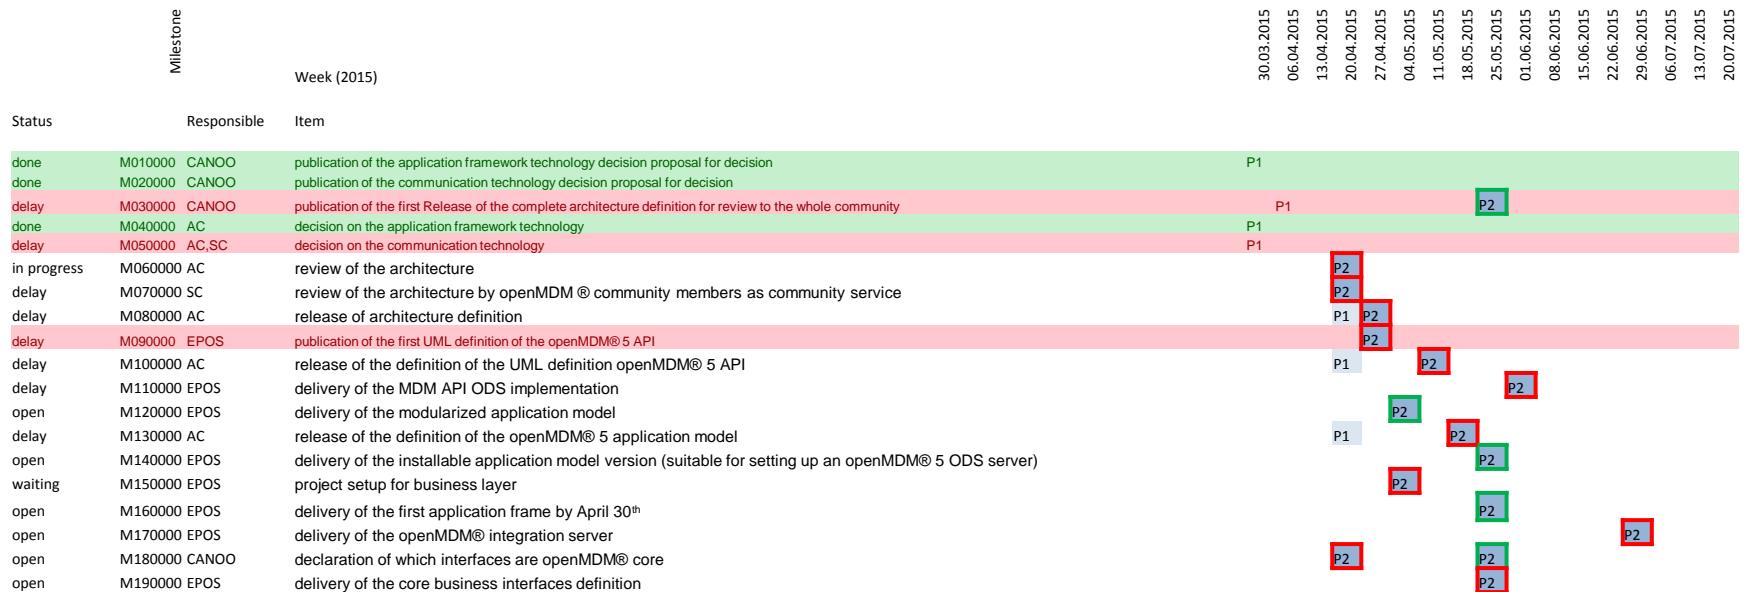 Milestone
Week (2015)
30.03.2015 06.04.2015 13.04.2015 20.04.2015 27.04.2015 04.05.2015 11.05.2015 18.05.2015 25.05.2015 01.06.2015 08.06.2015 15.06.2015 22.06.2015 29.06.2015 06.07.2015 13.07.2015 20.07.2015
Status Responsible Item
done M010000 CANOO publication of the application framework technology decision proposal for decision P1
done M020000 CANOO publication of the communication technology decision proposal for decision
delay M030000 CANOO publication of the first Release of the complete architecture definition for review to the whole community P1 P2
done M040000 AC decision on the application framework technology P1
delay M050000 AC,SC decision on the communication technology P1
in progress M060000 AC review of the architecture P2
delay M070000 SC review of the architecture by openMDM ® community members as community service P2
delay M080000 AC release of architecture definition P1 P2
delay M090000 EPOS publication of the first UML definition of the openMDM® 5 API P2
delay M100000 AC release of the definition of the UML definition openMDM® 5 API P1 P2
delay M110000 EPOS delivery of the MDM API ODS implementation P2
open M120000 EPOS delivery of the modularized application model P2
delay M130000 AC release of the definition of the openMDM® 5 application model P1 P2
open M140000 EPOS delivery of the installable application model version (suitable for setting up an openMDM® 5 ODS server) P2
waiting M150000 EPOS project setup for business layer P2
open M160000 EPOS delivery of the first application frame by April 30th P2
open M170000 EPOS delivery of the openMDM® integration server P2
open M180000 CANOO declaration of which interfaces are openMDM® core P2 P2
open M190000 EPOS delivery of the core business interfaces definition P2